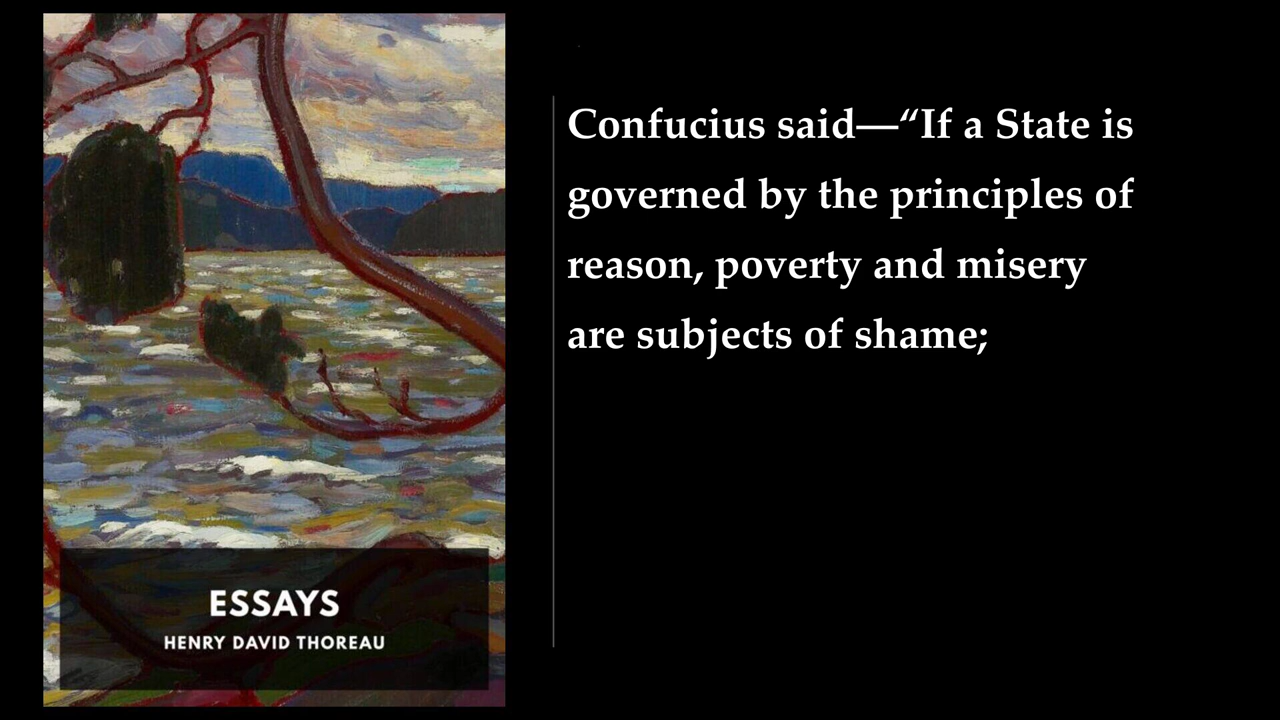 Confucius said—“If a State is
governed by the principles of
reason, poverty and misery
are subjects of shame;
ESSAYS
HENRY DAVID THOREAU